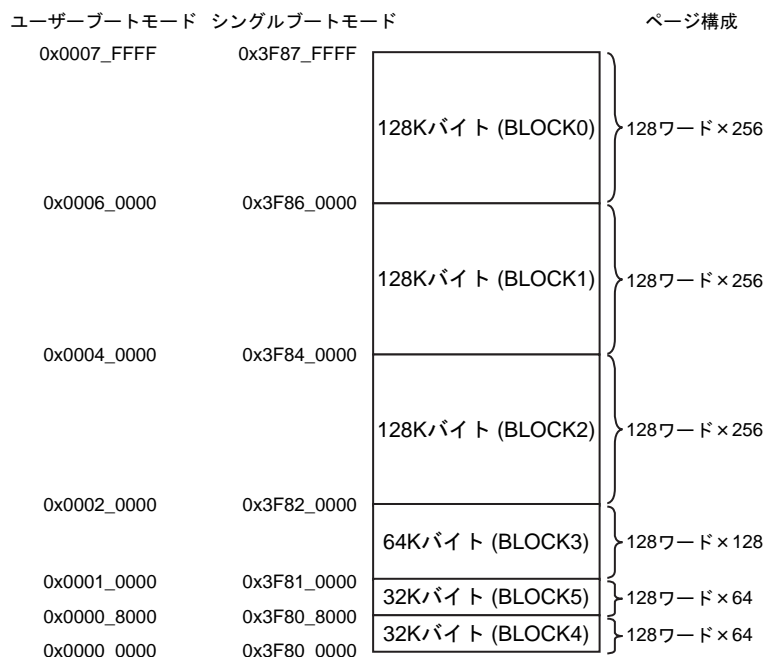 ユーザーブートモード シングルブートモード ページ構成
0x0007_FFFF 0x3F87_FFFF
128Kバイト (BLOCK0) 128ワード×256
0x0006_0000 0x3F86_0000
128Kバイト (BLOCK1) 128ワード×256
0x0004_0000 0x3F84_0000
128Kバイト (BLOCK2) 128ワード×256
0x0002_0000 0x3F82_0000
64Kバイト (BLOCK3) 128ワード×128
0x0001_0000 0x3F81_0000
32Kバイト (BLOCK5) 128ワード×64
0x0000_8000 0x3F80_8000
32Kバイト (BLOCK4) 128ワード×64
0x0000_0000 0x3F80_0000